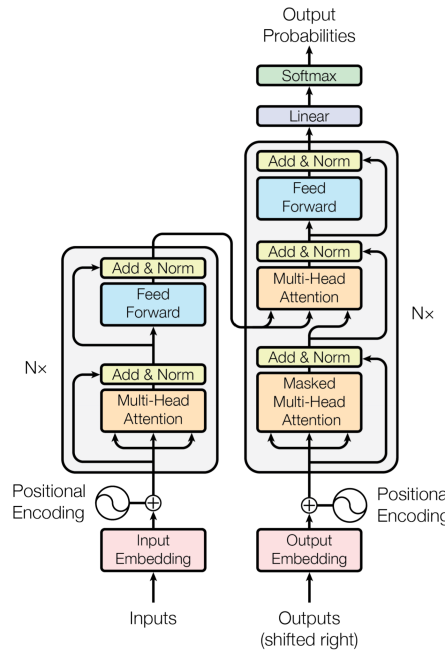 Output
Probabilities
Softmax
Linear
Add & Norm
Feed
Forward
Add & Norm
Multi-Head
Attention
Add & Norm
Masked
Multi-Head
Attention
N×
Add & Norm
Feed
Forward
Add & Norm
Multi-Head
Attention
N×
Positional
Encoding
Input
Embedding
Inputs
Positional
Encoding
Output
Embedding
Outputs
(shifted right)